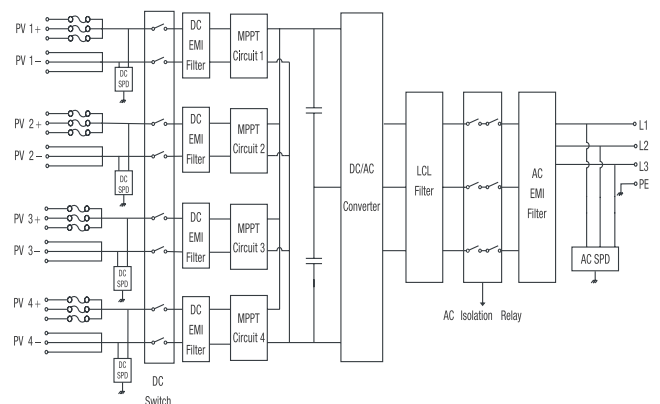 PV 1+
PV 1−
DC
SPD
DC
EMI
Filter
MPPT
Circuit 1
PV 2+
PV 2−
DC
SPD
DC
EMI
Filter
MPPT
Circuit 2
PV 3+
PV 3−
DC
SPD
DC
EMI
Filter
MPPT
Circuit 3
PV 4+
PV 4−
DC
SPD
DC
EMI
Filter
MPPT
Circuit 4
DC
Switch
DC/AC
Converter
LCL
Filter
AC Isolation Relay
AC
EMI
Filter
L1
L2
L3
PE
AC SPD